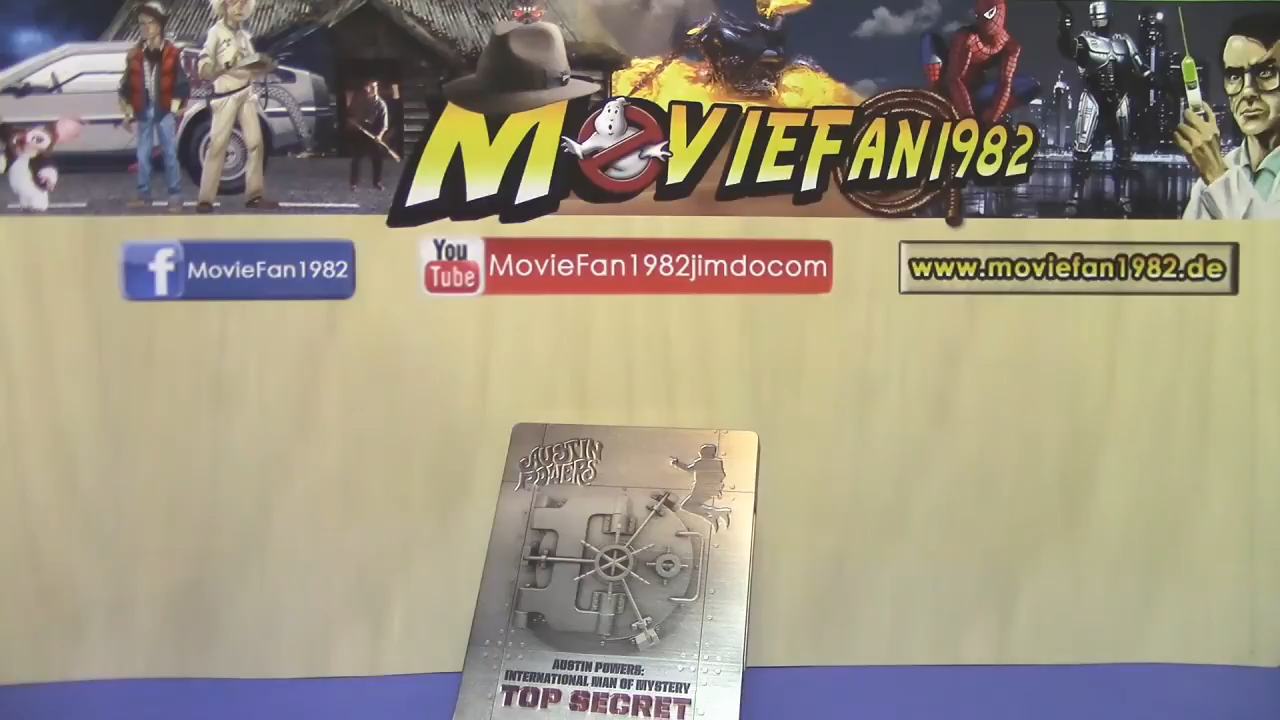 MOVIEFAN1982
f MovieFan1982
You Tube MovieFan1982jimdocom
www.moviefan1982.de
AUSTIN POWERS
AUSTIN POWERS:
INTERNATIONAL MAN OF MYSTERY
TOP SECRET